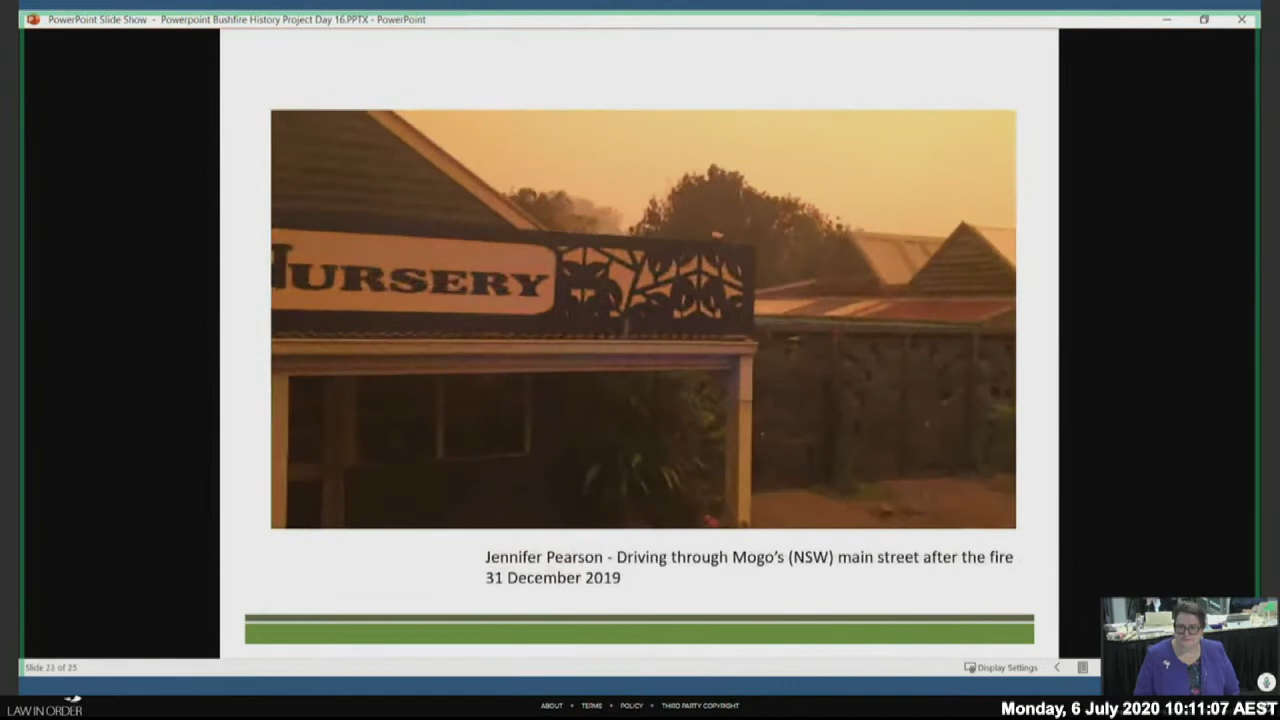 PowerPoint Slide Show - Powerpoint Bushfire History Project Day 16.PPTX - PowerPoint
NURSERY
Jennifer Pearson - Driving through Mogo's (NSW) main street after the fire
31 December 2019
Slide 22 of 25
Display Settings
LAW IN ORDER
ABOUT • TERMS • POLICY • THIRD PARTY COPYRIGHT
Monday, 6 July 2020 10:11:07 AEST